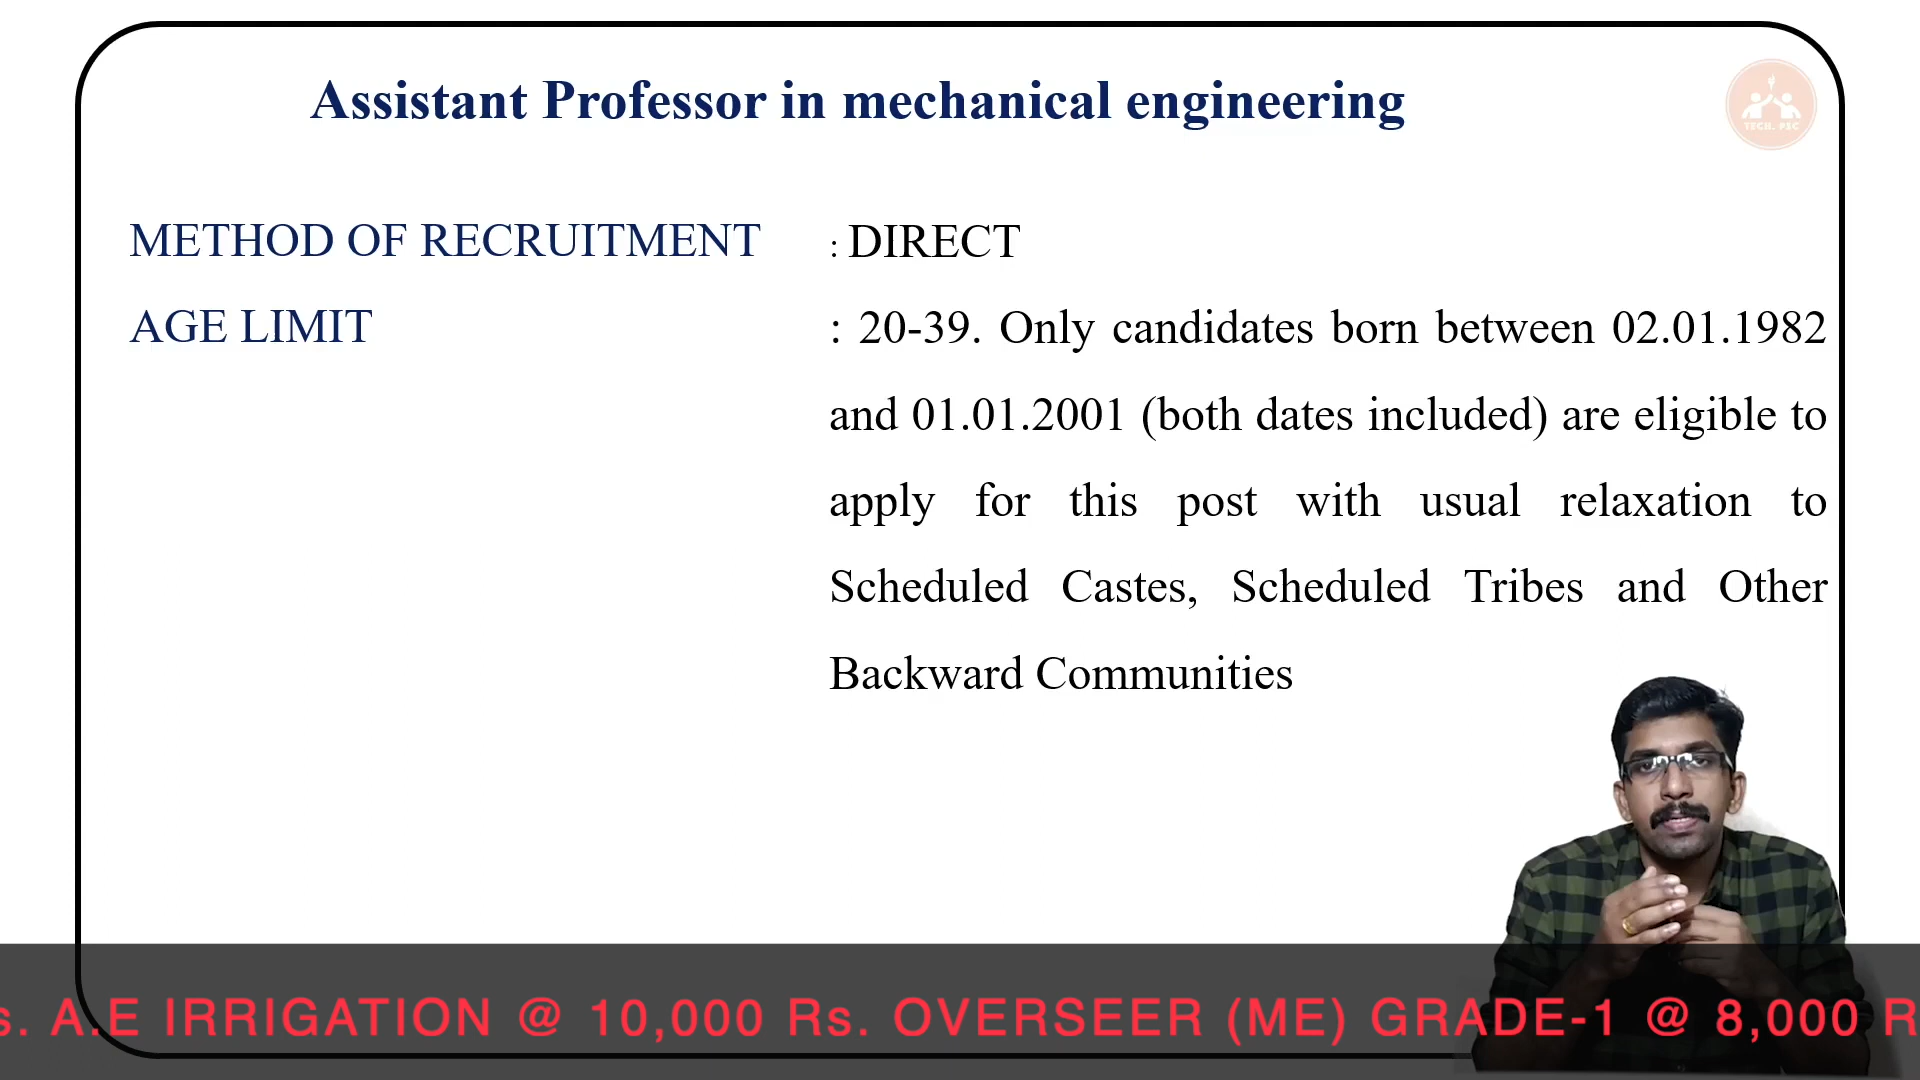 Assistant Professor in mechanical engineering
TECH. PSC
METHOD OF RECRUITMENT : DIRECT
AGE LIMIT : 20-39. Only candidates born between 02.01.1982
and 01.01.2001 (both dates included) are eligible to
apply for this post with usual relaxation to
Scheduled Castes, Scheduled Tribes and Other
Backward Communities
s. A.E IRRIGATION @ 10,000 Rs. OVERSEER (ME) GRADE-1 @ 8,000 R